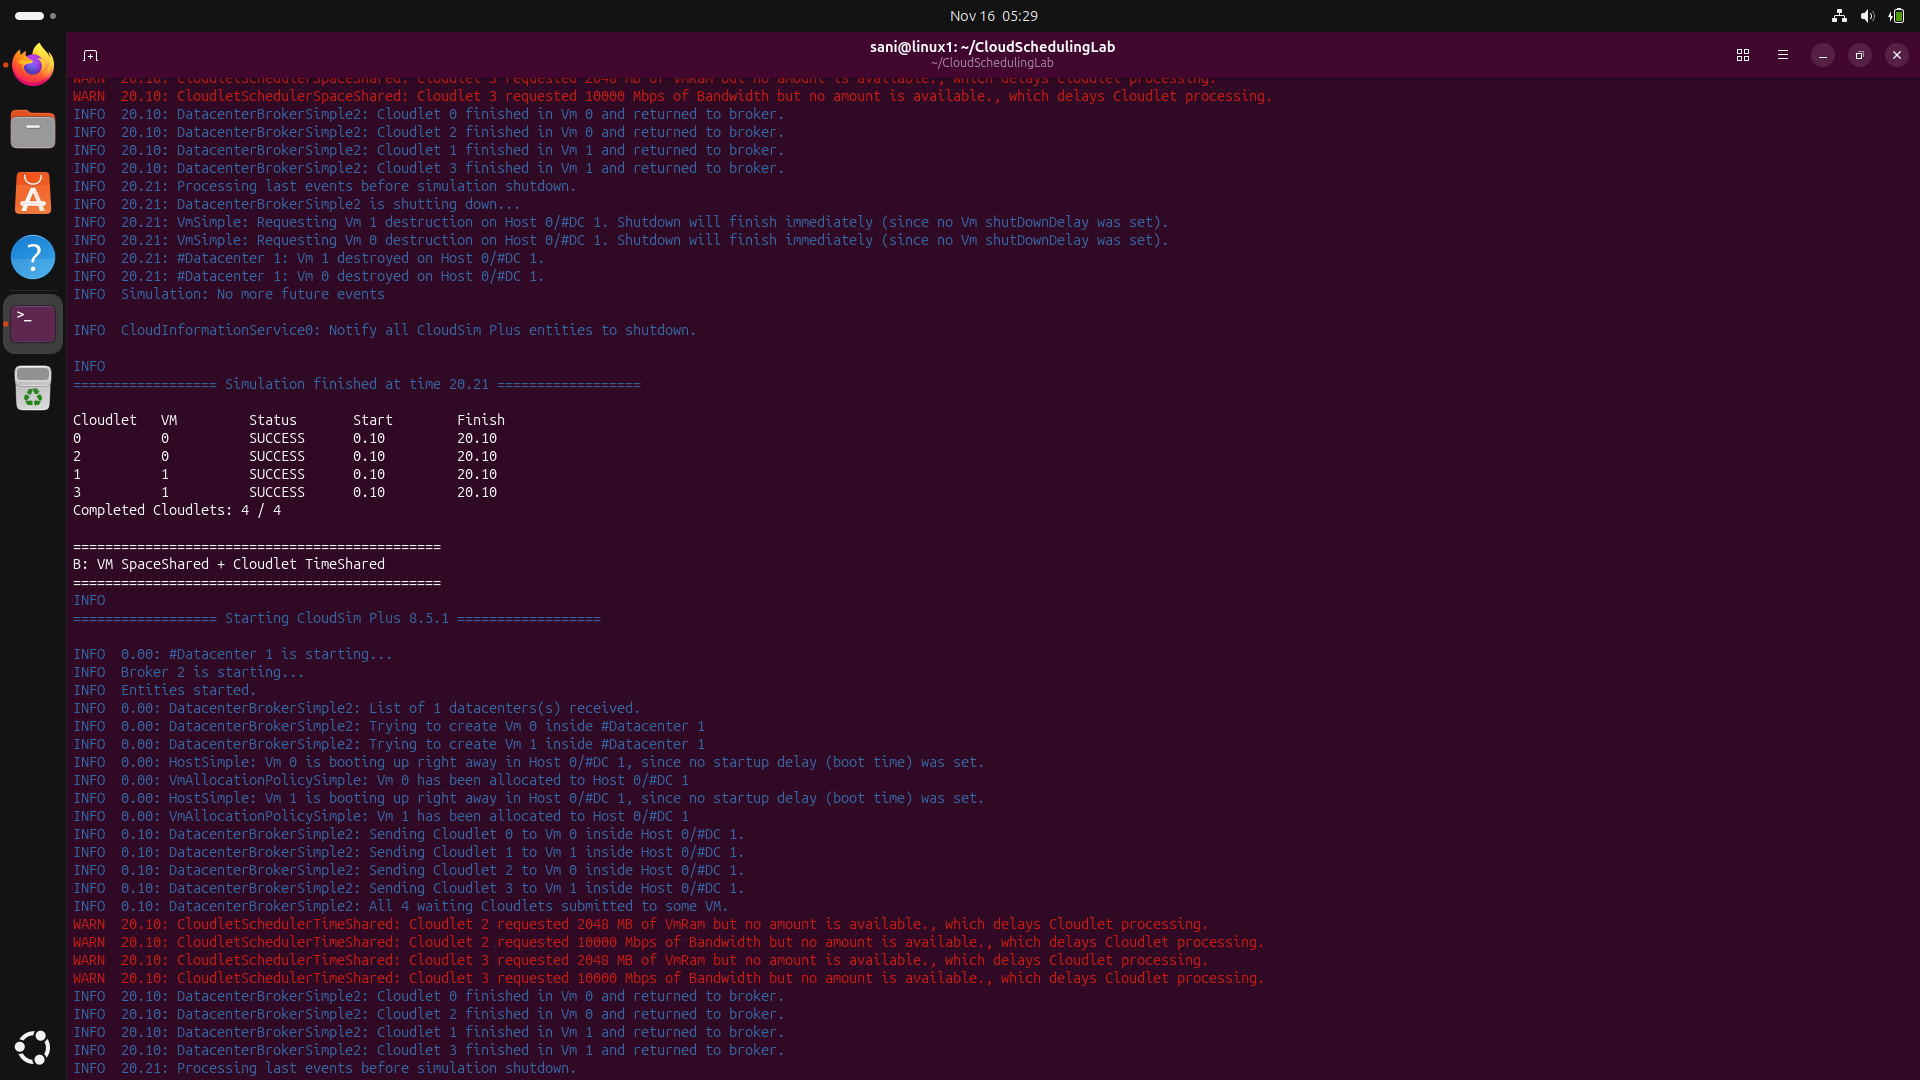 Nov 16 05:29
sani@linux1: ~/CloudSchedulingLab
~/CloudSchedulingLab
WARN 20.10: CloudletSchedulerSpaceShared: Cloudlet 3 requested 2048 MB of VmRam but no amount is available., which delays Cloudlet processing.
WARN 20.10: CloudletSchedulerSpaceShared: Cloudlet 3 requested 10000 Mbps of Bandwidth but no amount is available., which delays Cloudlet processing.
INFO 20.10: DatacenterBrokerSimple2: Cloudlet 0 finished in Vm 0 and returned to broker.
INFO 20.10: DatacenterBrokerSimple2: Cloudlet 2 finished in Vm 0 and returned to broker.
INFO 20.10: DatacenterBrokerSimple2: Cloudlet 1 finished in Vm 1 and returned to broker.
INFO 20.10: DatacenterBrokerSimple2: Cloudlet 3 finished in Vm 1 and returned to broker.
INFO 20.21: Processing last events before simulation shutdown.
INFO 20.21: DatacenterBrokerSimple2 is shutting down...
INFO 20.21: VmSimple: Requesting Vm 1 destruction on Host 0/#DC 1. Shutdown will finish immediately (since no Vm shutDownDelay was set).
INFO 20.21: VmSimple: Requesting Vm 0 destruction on Host 0/#DC 1. Shutdown will finish immediately (since no Vm shutDownDelay was set).
INFO 20.21: #Datacenter 1: Vm 1 destroyed on Host 0/#DC 1.
INFO 20.21: #Datacenter 1: Vm 0 destroyed on Host 0/#DC 1.
INFO Simulation: No more future events
INFO CloudInformationService0: Notify all CloudSim Plus entities to shutdown.
INFO
================== Simulation finished at time 20.21 ==================
Cloudlet VM Status Start Finish
0 0 SUCCESS 0.10 20.10
2 0 SUCCESS 0.10 20.10
1 1 SUCCESS 0.10 20.10
3 1 SUCCESS 0.10 20.10
Completed Cloudlets: 4 / 4
==============================================
B: VM SpaceShared + Cloudlet TimeShared
==============================================
INFO
================== Starting CloudSim Plus 8.5.1 ==================
INFO 0.00: #Datacenter 1 is starting...
INFO Broker 2 is starting...
INFO Entities started.
INFO 0.00: DatacenterBrokerSimple2: List of 1 datacenters(s) received.
INFO 0.00: DatacenterBrokerSimple2: Trying to create Vm 0 inside #Datacenter 1
INFO 0.00: DatacenterBrokerSimple2: Trying to create Vm 1 inside #Datacenter 1
INFO 0.00: HostSimple: Vm 0 is booting up right away in Host 0/#DC 1, since no startup delay (boot time) was set.
INFO 0.00: VmAllocationPolicySimple: Vm 0 has been allocated to Host 0/#DC 1
INFO 0.00: HostSimple: Vm 1 is booting up right away in Host 0/#DC 1, since no startup delay (boot time) was set.
INFO 0.00: VmAllocationPolicySimple: Vm 1 has been allocated to Host 0/#DC 1
INFO 0.10: DatacenterBrokerSimple2: Sending Cloudlet 0 to Vm 0 inside Host 0/#DC 1.
INFO 0.10: DatacenterBrokerSimple2: Sending Cloudlet 1 to Vm 1 inside Host 0/#DC 1.
INFO 0.10: DatacenterBrokerSimple2: Sending Cloudlet 2 to Vm 0 inside Host 0/#DC 1.
INFO 0.10: DatacenterBrokerSimple2: Sending Cloudlet 3 to Vm 1 inside Host 0/#DC 1.
INFO 0.10: DatacenterBrokerSimple2: All 4 waiting Cloudlets submitted to some VM.
WARN 20.10: CloudletSchedulerTimeShared: Cloudlet 2 requested 2048 MB of VmRam but no amount is available., which delays Cloudlet processing.
WARN 20.10: CloudletSchedulerTimeShared: Cloudlet 2 requested 10000 Mbps of Bandwidth but no amount is available., which delays Cloudlet processing.
WARN 20.10: CloudletSchedulerTimeShared: Cloudlet 3 requested 2048 MB of VmRam but no amount is available., which delays Cloudlet processing.
WARN 20.10: CloudletSchedulerTimeShared: Cloudlet 3 requested 10000 Mbps of Bandwidth but no amount is available., which delays Cloudlet processing.
INFO 20.10: DatacenterBrokerSimple2: Cloudlet 0 finished in Vm 0 and returned to broker.
INFO 20.10: DatacenterBrokerSimple2: Cloudlet 2 finished in Vm 0 and returned to broker.
INFO 20.10: DatacenterBrokerSimple2: Cloudlet 1 finished in Vm 1 and returned to broker.
INFO 20.10: DatacenterBrokerSimple2: Cloudlet 3 finished in Vm 1 and returned to broker.
INFO 20.21: Processing last events before simulation shutdown.